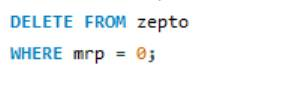 DELETE FROM zepto
WHERE mrp = 0;